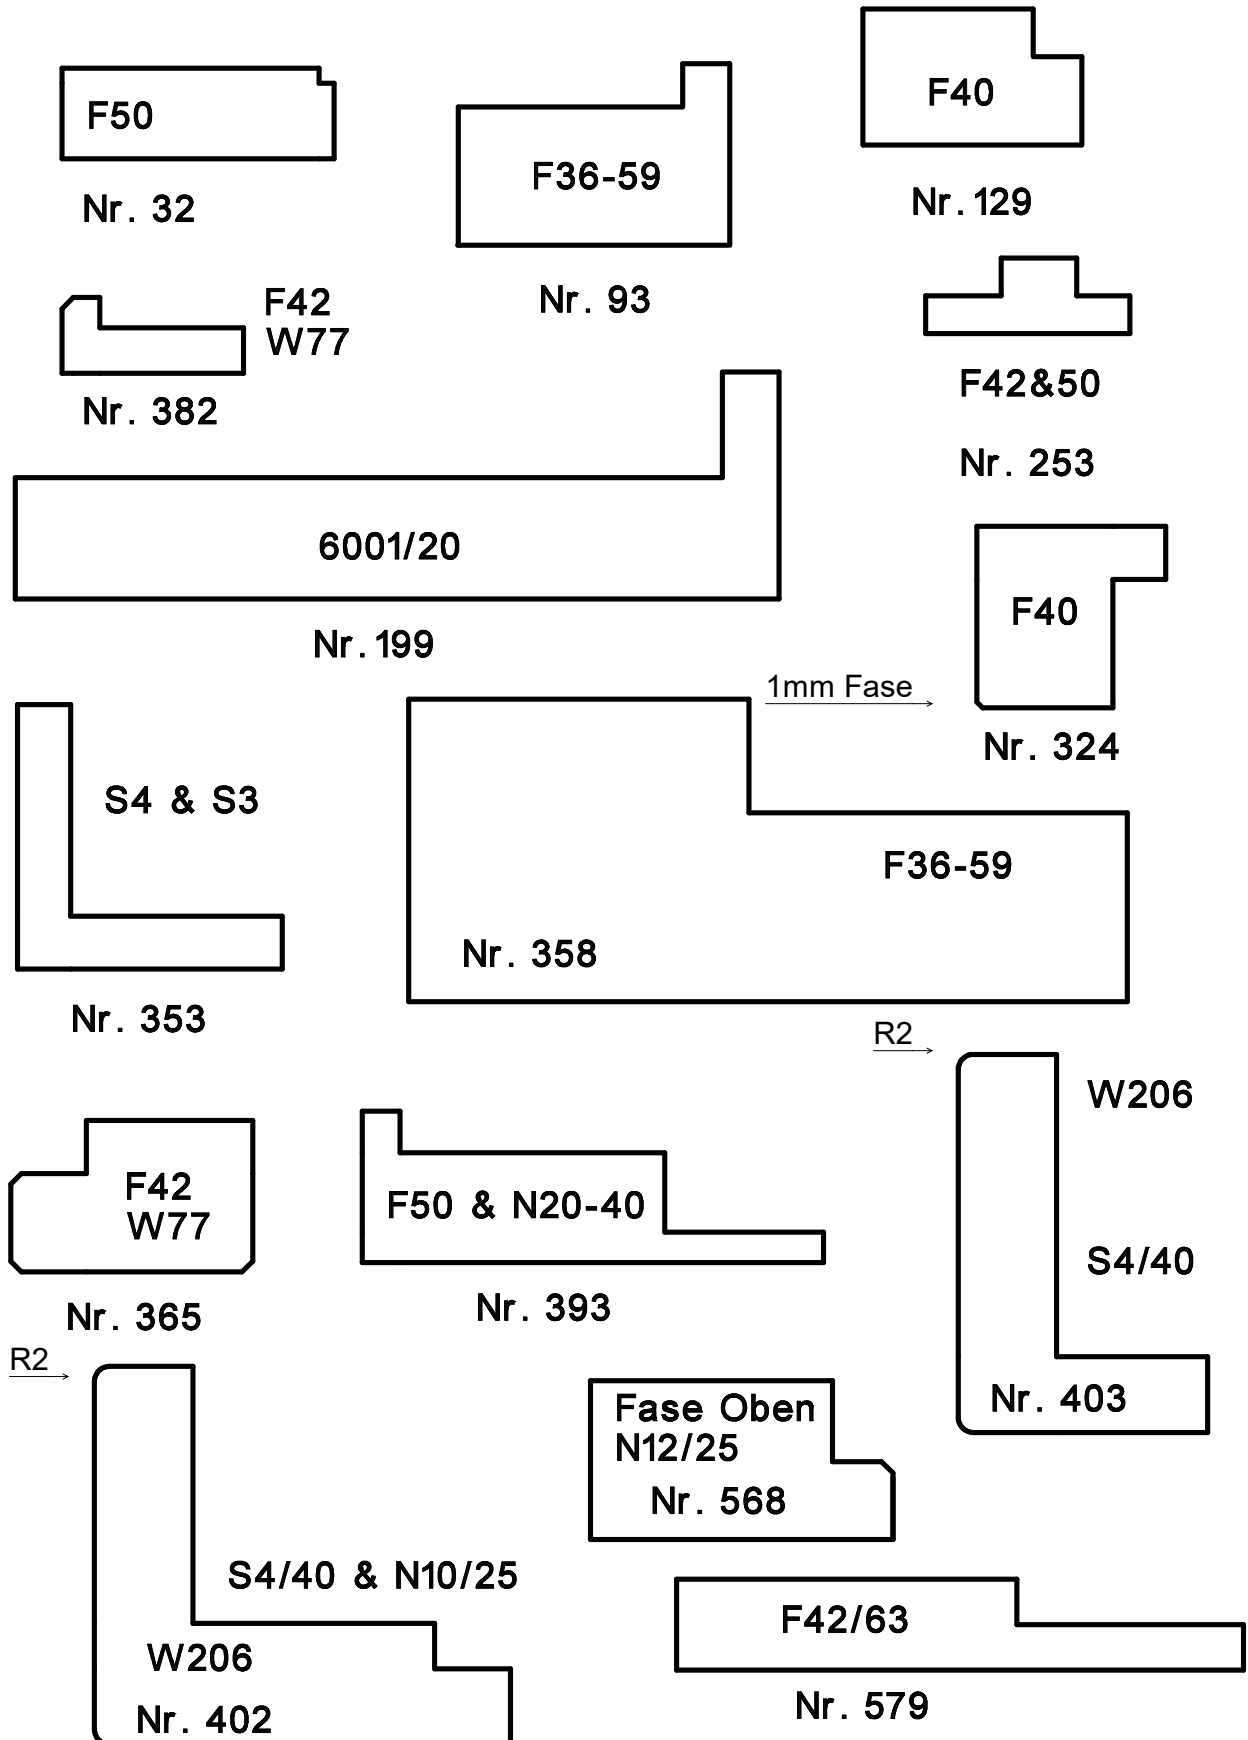 F50
Nr. 32
F36-59
Nr. 93
F40
Nr. 129
F42
W77
Nr. 382
F42&50
Nr. 253
6001/20
Nr. 199
F40
Nr. 324
1mm Fase
S4 & S3
Nr. 353
F36-59
Nr. 358
R2
W206
S4/40
Nr. 403
F42
W77
Nr. 365
F50 & N20-40
Nr. 393
R2
S4/40 & N10/25
W206
Nr. 402
Fase Oben
N12/25
Nr. 568
F42/63
Nr. 579